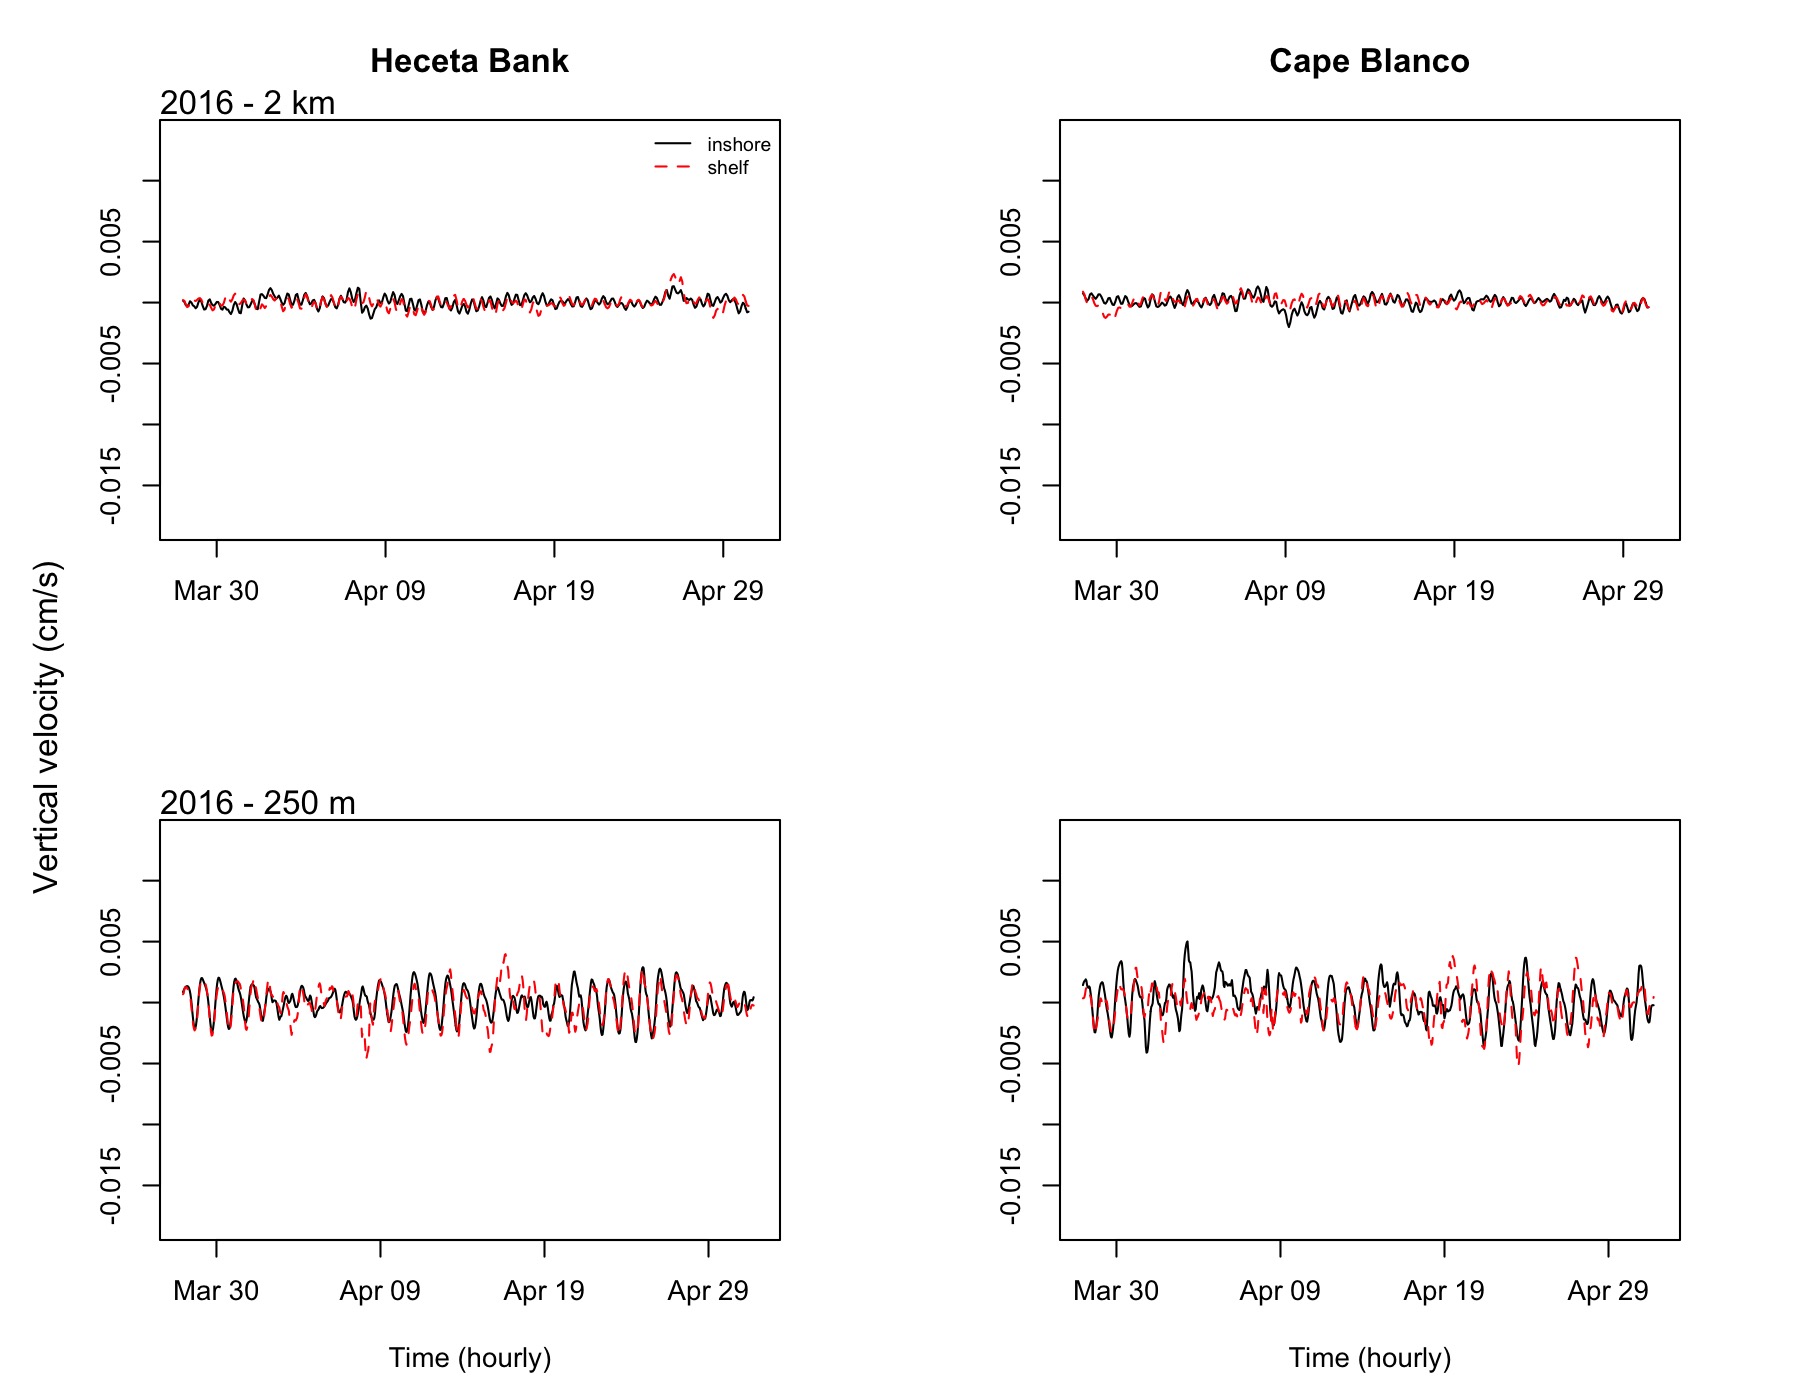 Heceta Bank
Cape Blanco
2016 - 2 km
inshore
shelf
0.005
-0.005
-0.015
Mar 30 Apr 09 Apr 19 Apr 29
0.005
-0.005
-0.015
Mar 30 Apr 09 Apr 19 Apr 29
Vertical velocity (cm/s)
2016 - 250 m
0.005
-0.005
-0.015
Mar 30 Apr 09 Apr 19 Apr 29
Time (hourly)
0.005
-0.005
-0.015
Mar 30 Apr 09 Apr 19 Apr 29
Time (hourly)